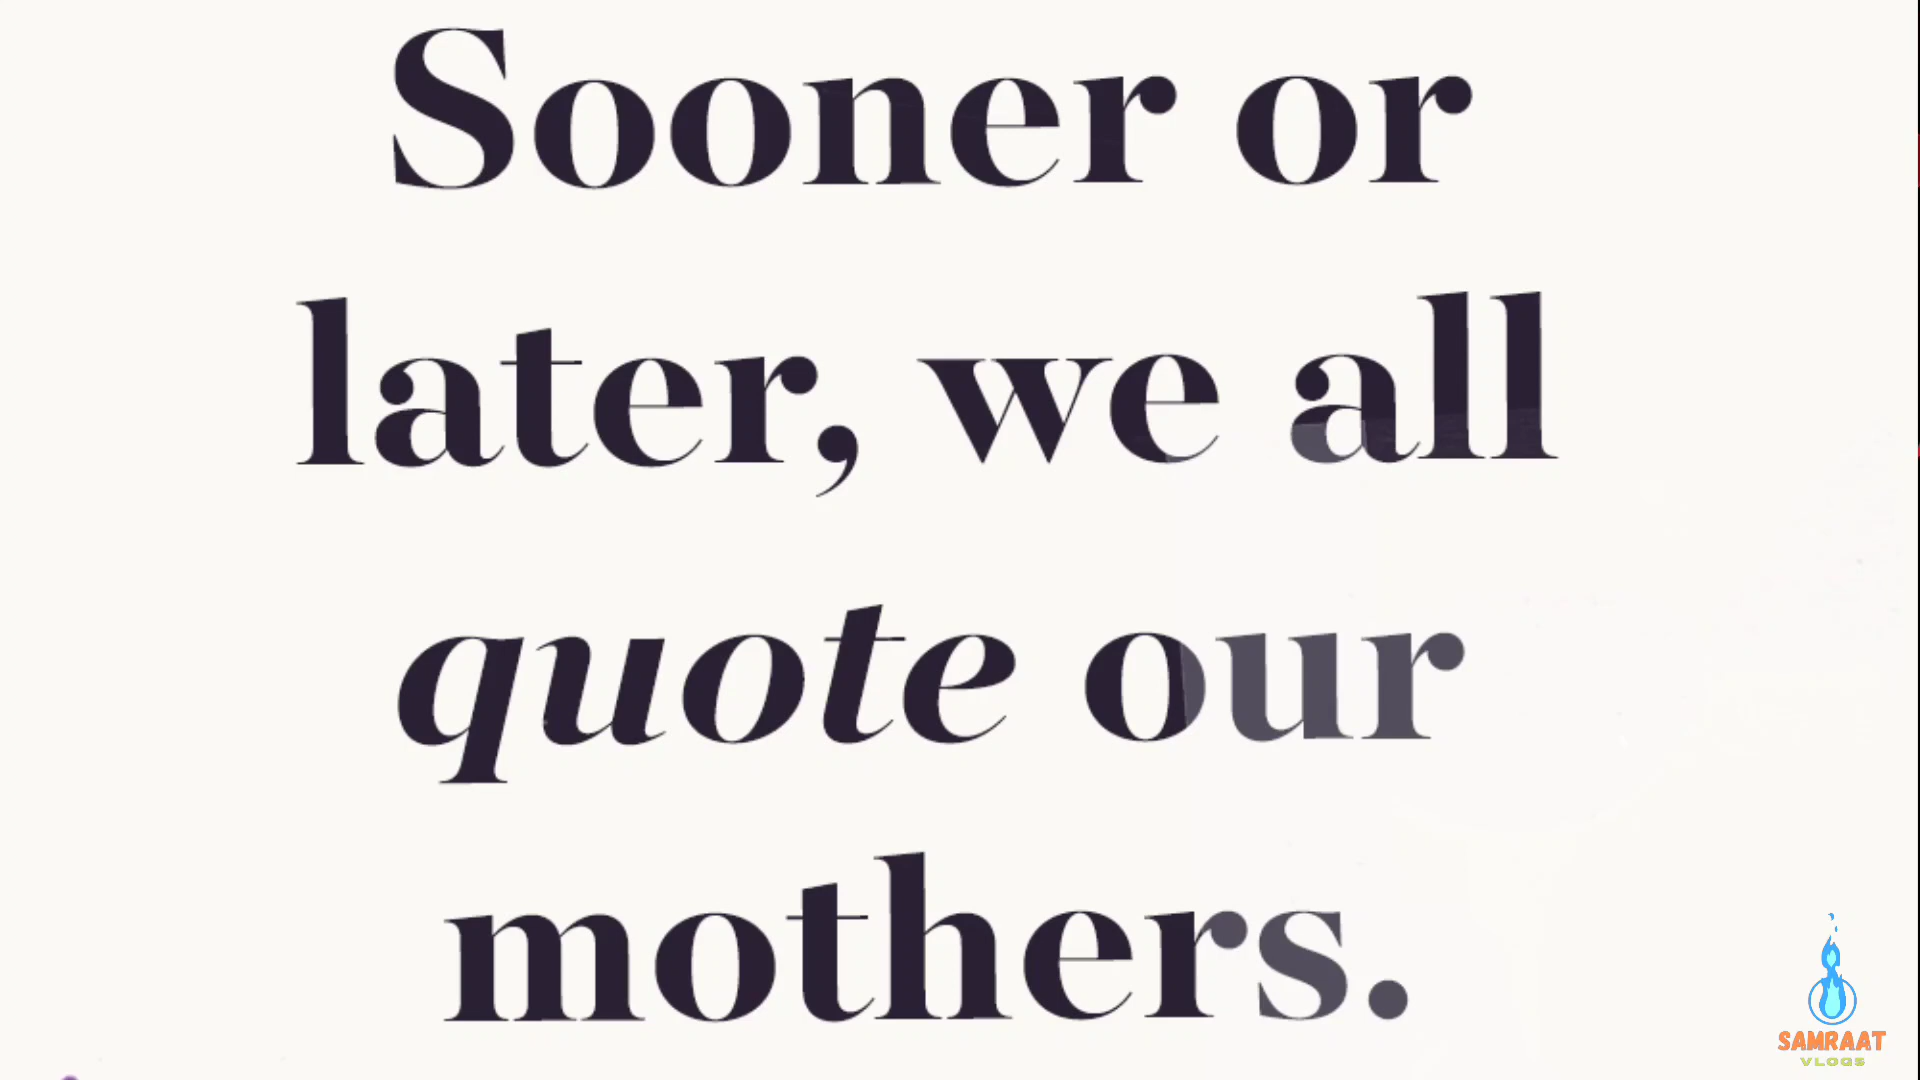 Sooner or
later, we all
quote our
mothers.
SAMRAAT
VLOGS